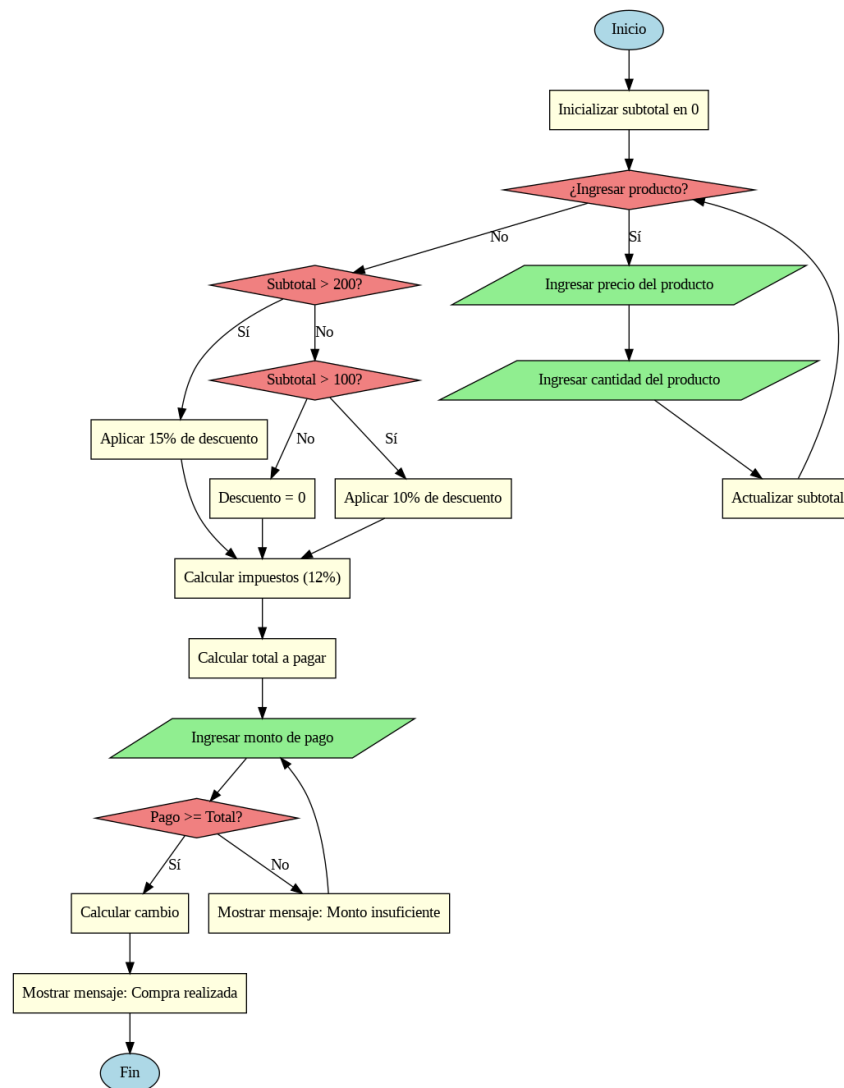 Inicio
Inicializar subtotal en 0
¿Ingresar producto?
No
Sí
Subtotal > 200?
Ingresar precio del producto
Sí
No
Subtotal > 100?
Ingresar cantidad del producto
Aplicar 15% de descuento
No
Sí
Descuento = 0
Aplicar 10% de descuento
Actualizar subtotal
Calcular impuestos (12%)
Calcular total a pagar
Ingresar monto de pago
Pago >= Total?
Sí
No
Calcular cambio
Mostrar mensaje: Monto insuficiente
Mostrar mensaje: Compra realizada
Fin